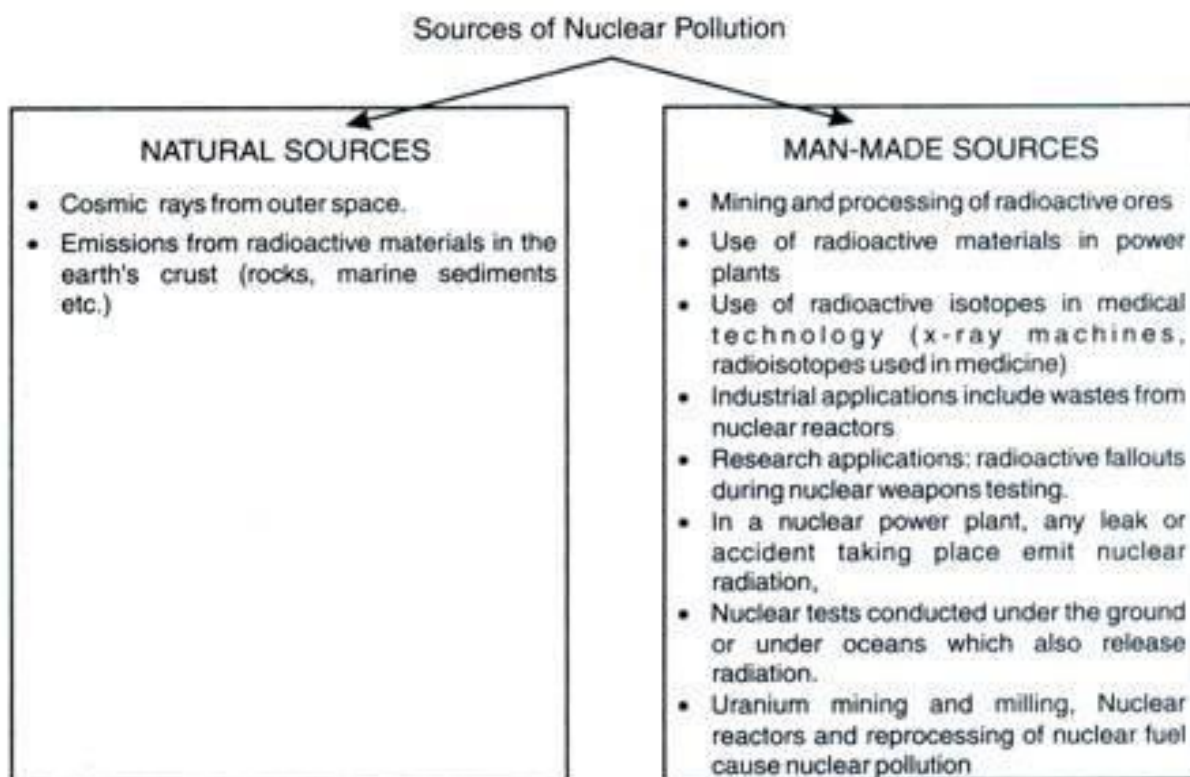 Sources of Nuclear Pollution
NATURAL SOURCES
• Cosmic rays from outer space.
• Emissions from radioactive materials in the
earth's crust (rocks, marine sediments
etc.)
MAN-MADE SOURCES
• Mining and processing of radioactive ores
• Use of radioactive materials in power
plants
• Use of radioactive isotopes in medical
technology (x-ray machines,
radioisotopes used in medicine)
• Industrial applications include wastes from
nuclear reactors
• Research applications: radioactive fallouts
during nuclear weapons testing.
• In a nuclear power plant, any leak or
accident taking place emit nuclear
radiation,
• Nuclear tests conducted under the ground
or under oceans which also release
radiation.
• Uranium mining and milling, Nuclear
reactors and reprocessing of nuclear fuel
cause nuclear pollution